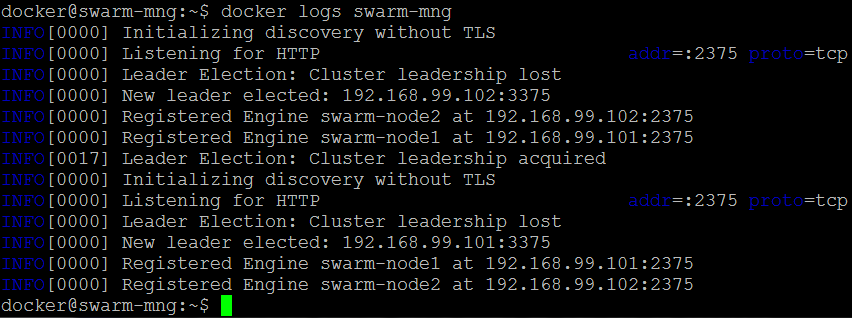 docker@swarm-mng:~$ docker logs swarm-mng
INFO[0000] Initializing discovery without TLS
INFO[0000] Listening for HTTP addr=:2375 proto=tcp
INFO[0000] Leader Election: Cluster leadership lost
INFO[0000] New leader elected: 192.168.99.102:3375
INFO[0000] Registered Engine swarm-node2 at 192.168.99.102:2375
INFO[0000] Registered Engine swarm-node1 at 192.168.99.101:2375
INFO[0017] Leader Election: Cluster leadership acquired
INFO[0000] Initializing discovery without TLS
INFO[0000] Listening for HTTP addr=:2375 proto=tcp
INFO[0000] Leader Election: Cluster leadership lost
INFO[0000] New leader elected: 192.168.99.101:3375
INFO[0000] Registered Engine swarm-node1 at 192.168.99.101:2375
INFO[0000] Registered Engine swarm-node2 at 192.168.99.102:2375
docker@swarm-mng:~$